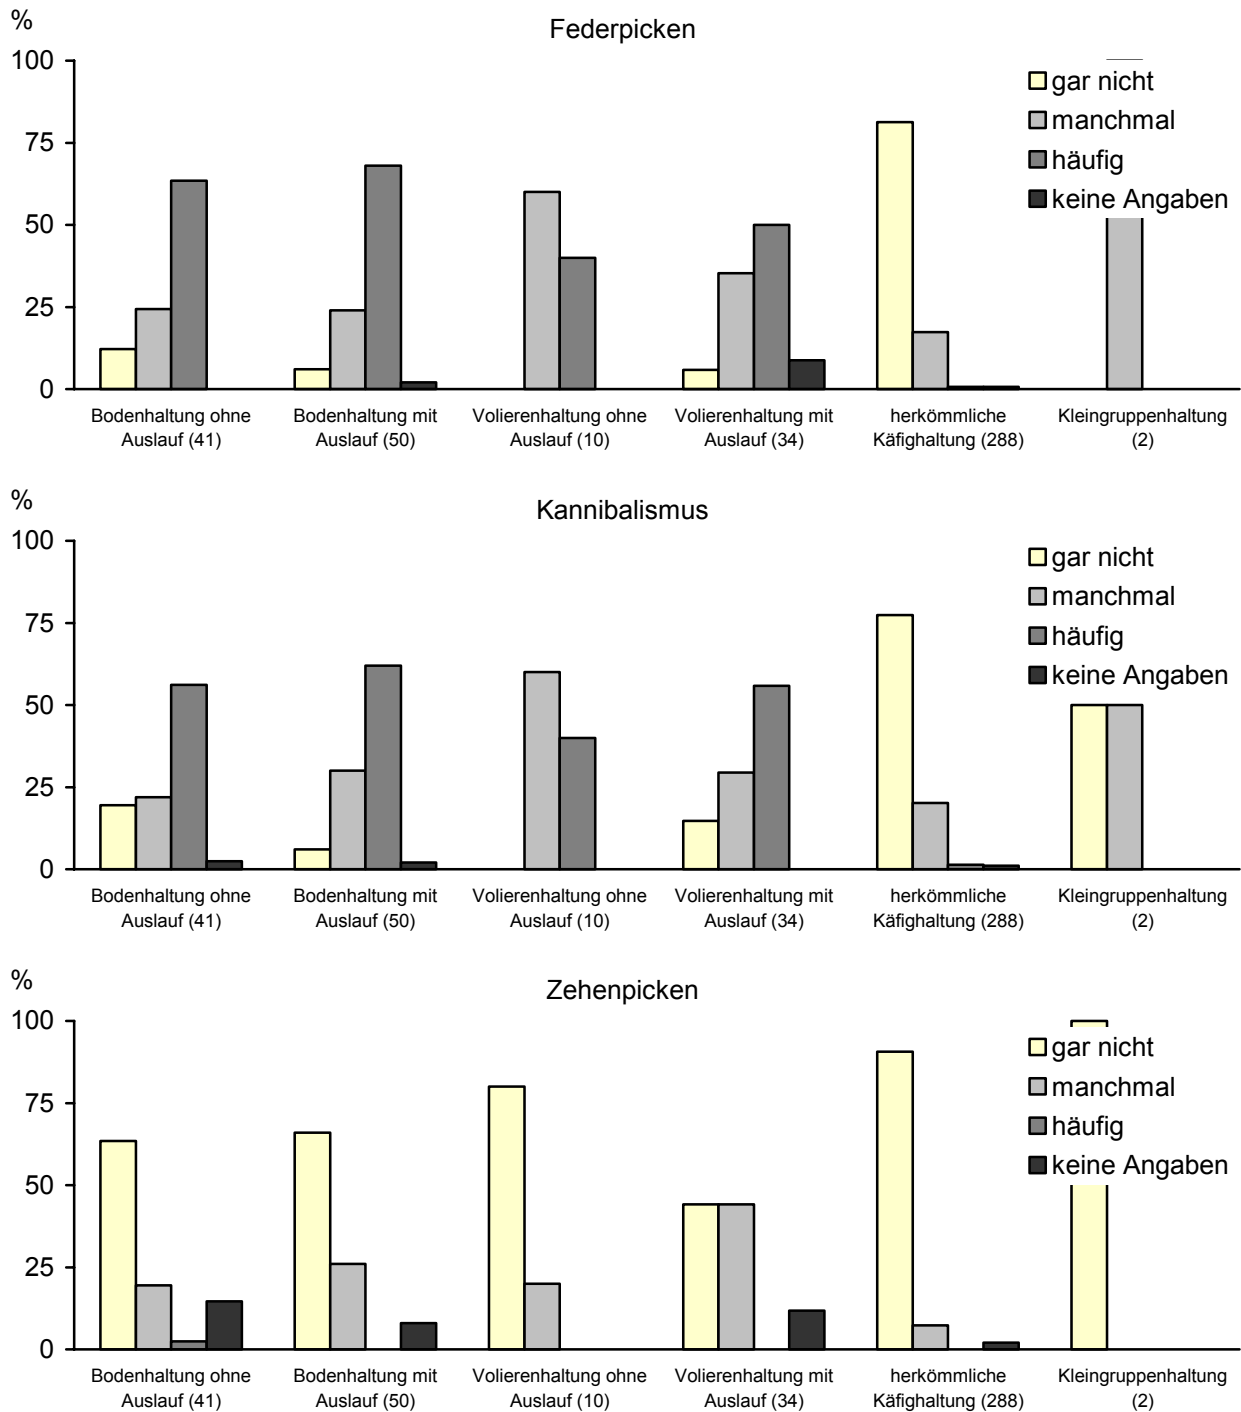 %
Federpicken
100
75
50
25
0
gar nicht
manchmal
häufig
keine Angaben
Bodenhaltung ohne
Auslauf (41)
Bodenhaltung mit
Auslauf (50)
Volierenhaltung ohne
Auslauf (10)
Volierenhaltung mit
Auslauf (34)
herkömmliche
Käfighaltung (288)
Kleingruppenhaltung
(2)
%
Kannibalismus
100
75
50
25
0
gar nicht
manchmal
häufig
keine Angaben
Bodenhaltung ohne
Auslauf (41)
Bodenhaltung mit
Auslauf (50)
Volierenhaltung ohne
Auslauf (10)
Volierenhaltung mit
Auslauf (34)
herkömmliche
Käfighaltung (288)
Kleingruppenhaltung
(2)
%
Zehenpicken
100
75
50
25
0
gar nicht
manchmal
häufig
keine Angaben
Bodenhaltung ohne
Auslauf (41)
Bodenhaltung mit
Auslauf (50)
Volierenhaltung ohne
Auslauf (10)
Volierenhaltung mit
Auslauf (34)
herkömmliche
Käfighaltung (288)
Kleingruppenhaltung
(2)